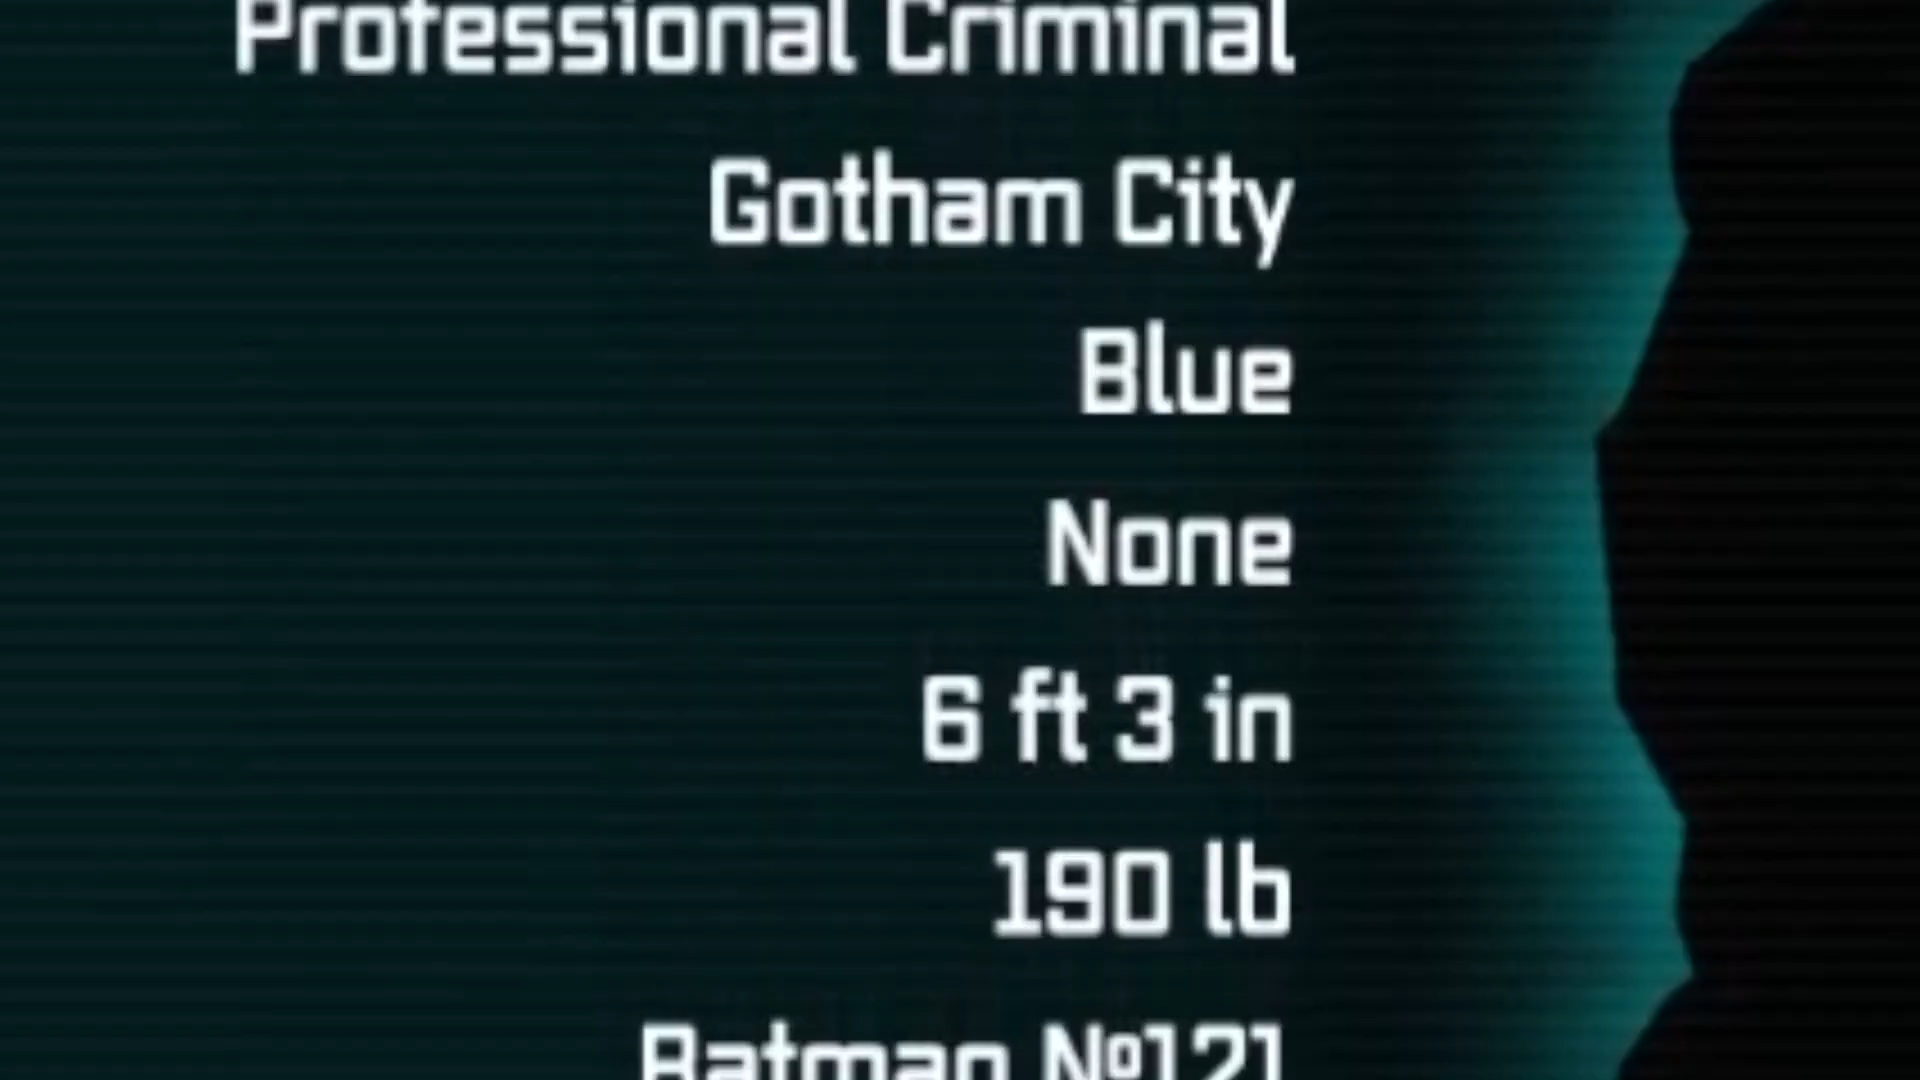 Professional Criminal
Gotham City
Blue
None
6 ft 3 in
190 lb
Batman №121